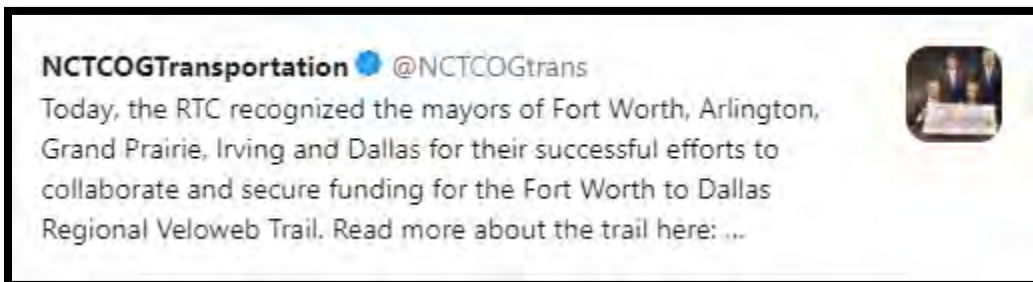 NCTCOGTransportation @NCTCOGtrans
Today, the RTC recognized the mayors of Fort Worth, Arlington,
Grand Prairie, Irving and Dallas for their successful efforts to
collaborate and secure funding for the Fort Worth to Dallas
Regional Veloweb Trail. Read more about the trail here: ...